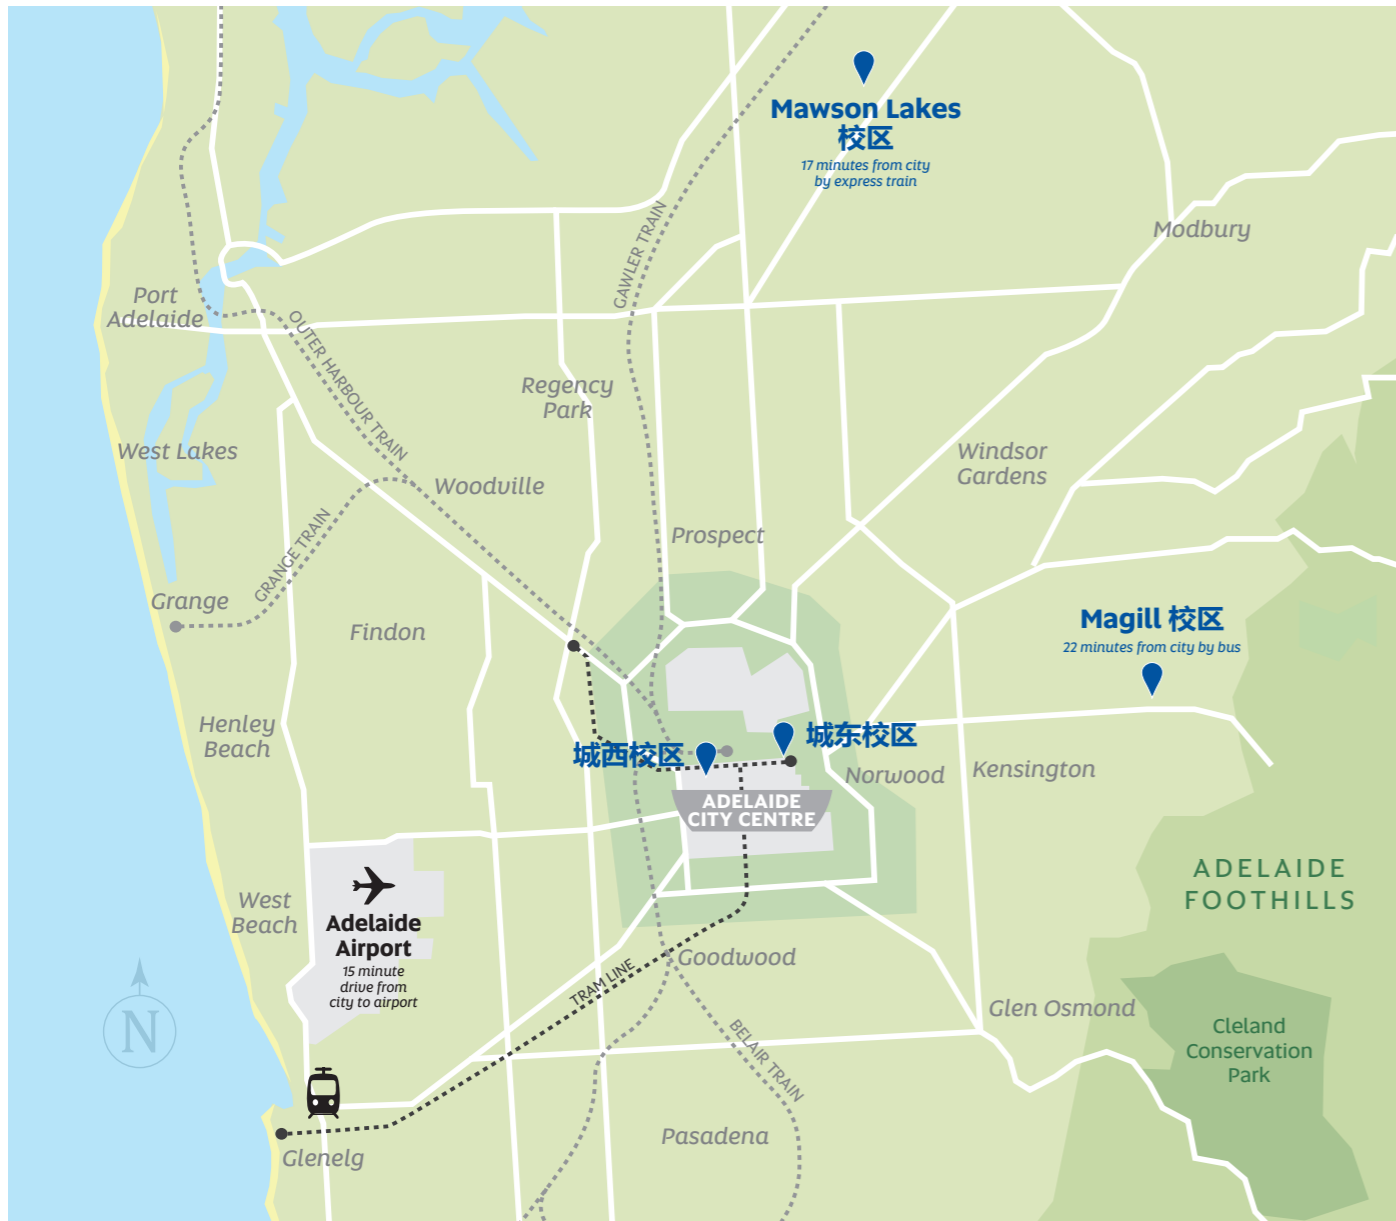 Mawson Lakes
校区
17 minutes from city
by express train
Modbury
GAWLER TRAIN
Port
Adelaide
OUTER HARBOUR TRAIN
Regency
Park
West Lakes
Woodville
Windsor
Gardens
GRANGE TRAIN
Prospect
Grange
Findon
Magill 校区
22 minutes from city by bus
Henley
Beach
城西校区
城东校区
Norwood
Kensington
ADELAIDE
CITY CENTRE
ADELAIDE
FOOTHILLS
West
Beach
Adelaide
Airport
15 minute
drive from
city to airport
Goodwood
TRAM LINE
Glen Osmond
N
BELAIR TRAIN
Cleland
Conservation
Park
Pasadena
Glenelg